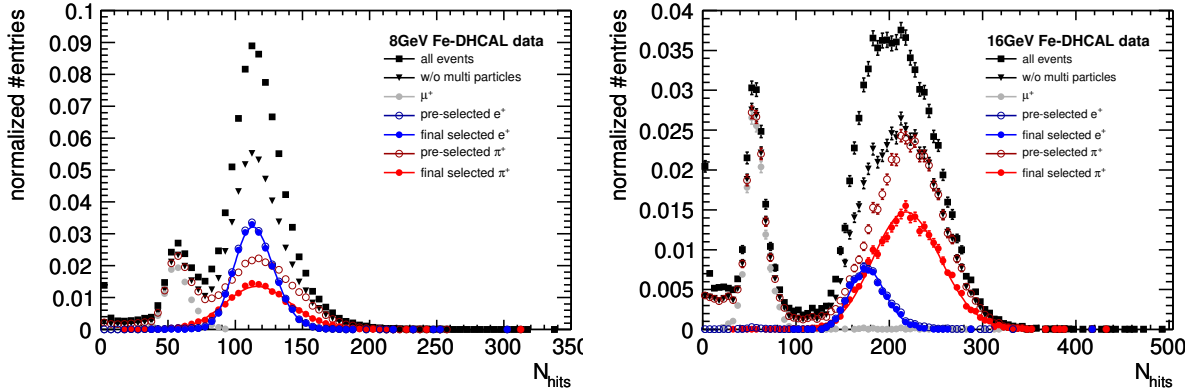 normalized #entries
0.1
0.09
0.08
0.07
0.06
0.05
0.04
0.03
0.02
0.01
0
8GeV Fe-DHCAL data
all events
w/o multi particles
μ+
pre-selected e+
final selected e+
pre-selected π+
final selected π+
0 50 100 150 200 250 300 350
Nhits
normalized #entries
0.04
0.035
0.03
0.025
0.02
0.015
0.01
0.005
0
16GeV Fe-DHCAL data
all events
w/o multi particles
μ+
pre-selected e+
final selected e+
pre-selected π+
final selected π+
0 100 200 300 400 500
Nhits